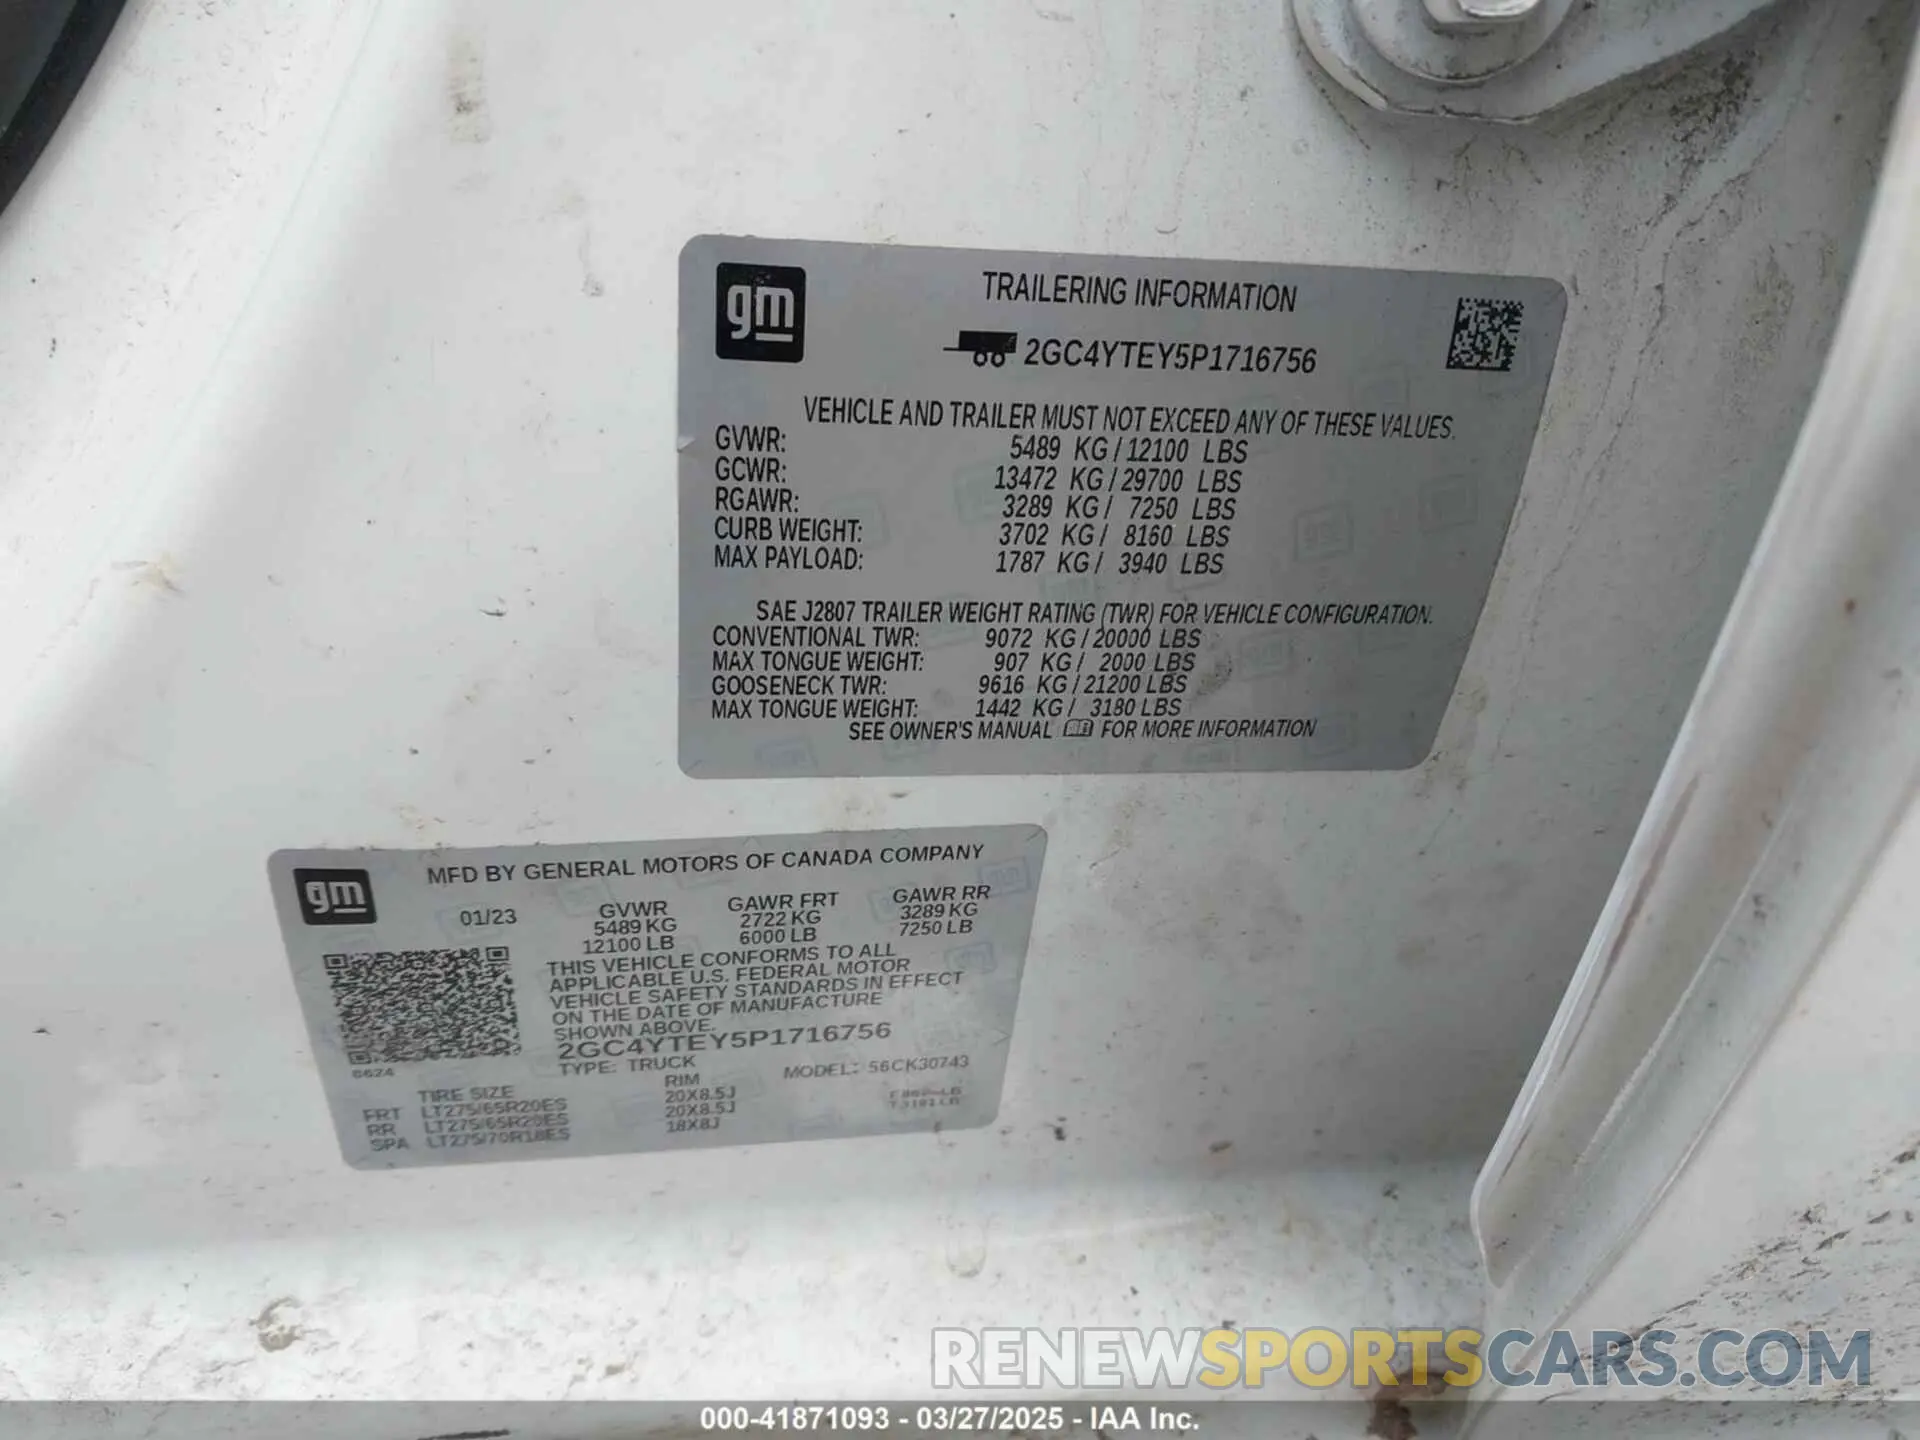 gm
TRAILERING INFORMATION
2GC4YTEY5P1716756
VEHICLE AND TRAILER MUST NOT EXCEED ANY OF THESE VALUES.
GVWR: 5489 KG / 12100 LBS
GCWR: 13472 KG / 29700 LBS
RGAWR: 3289 KG / 7250 LBS
CURB WEIGHT: 3702 KG / 8160 LBS
MAX PAYLOAD: 1787 KG / 3940 LBS
SAE J2807 TRAILER WEIGHT RATING (TWR) FOR VEHICLE CONFIGURATION.
CONVENTIONAL TWR: 9072 KG / 20000 LBS
MAX TONGUE WEIGHT: 907 KG / 2000 LBS
GOOSENECK TWR: 9616 KG / 21200 LBS
MAX TONGUE WEIGHT: 1442 KG / 3180 LBS
SEE OWNER'S MANUAL FOR MORE INFORMATION
gm
MFD BY GENERAL MOTORS OF CANADA COMPANY
01/23 GVWR GAWR FRT GAWR RR
5489 KG 2722 KG 3289 KG
12100 LB 6000 LB 7250 LB
THIS VEHICLE CONFORMS TO ALL
APPLICABLE U.S. FEDERAL MOTOR
VEHICLE SAFETY STANDARDS IN EFFECT
ON THE DATE OF MANUFACTURE
SHOWN ABOVE.
2GC4YTEY5P1716756
TYPE: TRUCK MODEL: 56CK30743
TIRE SIZE RIM
FRT LT275/65R20ES 20X8.5J
RR LT275/65R20ES 20X8.5J
SPA LT275/70R18ES 18X8J
RENEWSPORTSCARS.COM
000-41871093 - 03/27/2025 - IAA Inc.